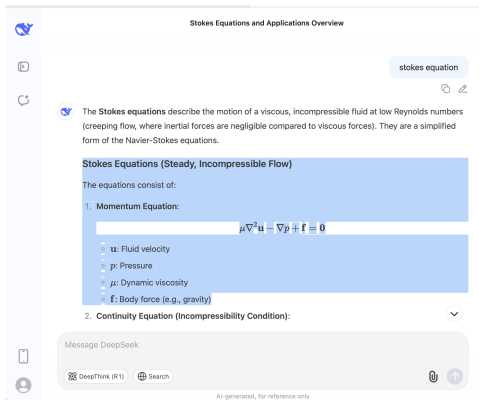 Stokes Equations and Applications Overview
stokes equation
The Stokes equations describe the motion of a viscous, incompressible fluid at low Reynolds numbers
(creeping flow, where inertial forces are negligible compared to viscous forces). They are a simplified
form of the Navier-Stokes equations.
Stokes Equations (Steady, Incompressible Flow)
The equations consist of:
1. Momentum Equation:
μ∇²u − ∇p + f = 0
◦ u: Fluid velocity
◦ p: Pressure
◦ μ: Dynamic viscosity
◦ f: Body force (e.g., gravity)
2. Continuity Equation (Incompressibility Condition):
Message DeepSeek
DeepThink (R1) Search
AI-generated, for reference only